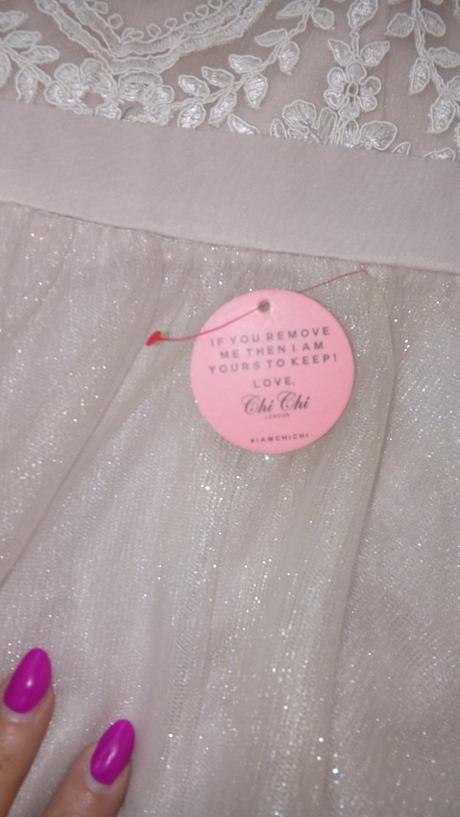 IF YOU REMOVE
ME THEN I AM
YOURS TO KEEP!
LOVE,
Chi Chi
LONDON
#IAMCHICHI